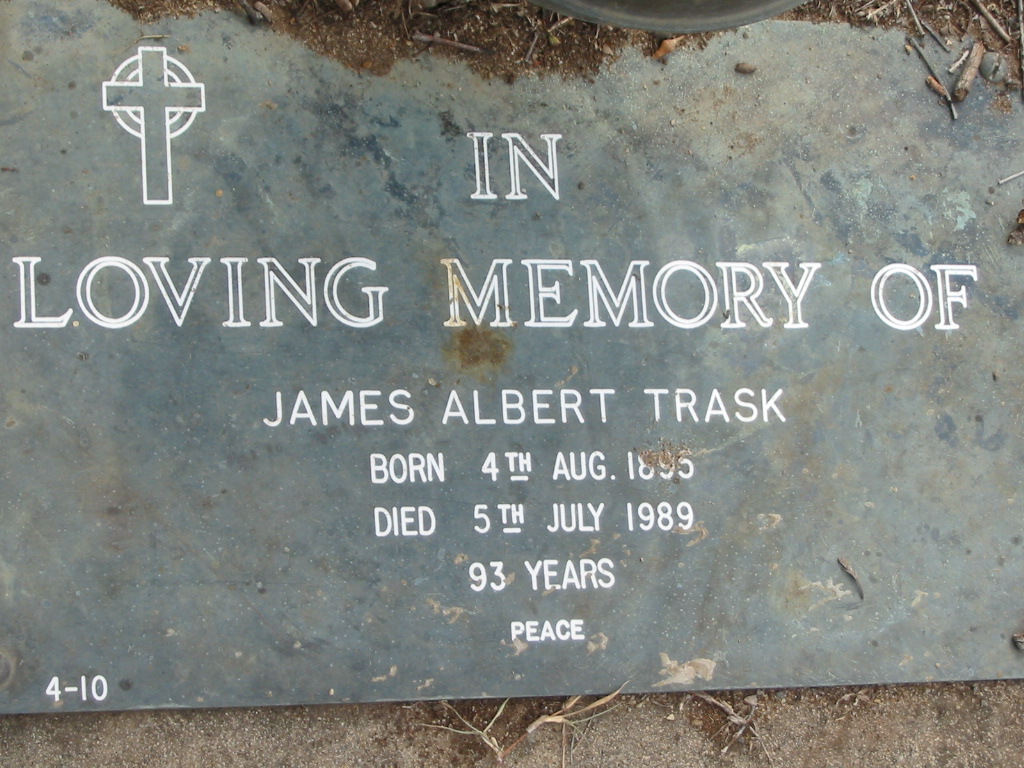 IN
LOVING MEMORY OF
JAMES ALBERT TRASK
BORN 4TH AUG. 1895
DIED 5TH JULY 1989
93 YEARS
PEACE
4-10